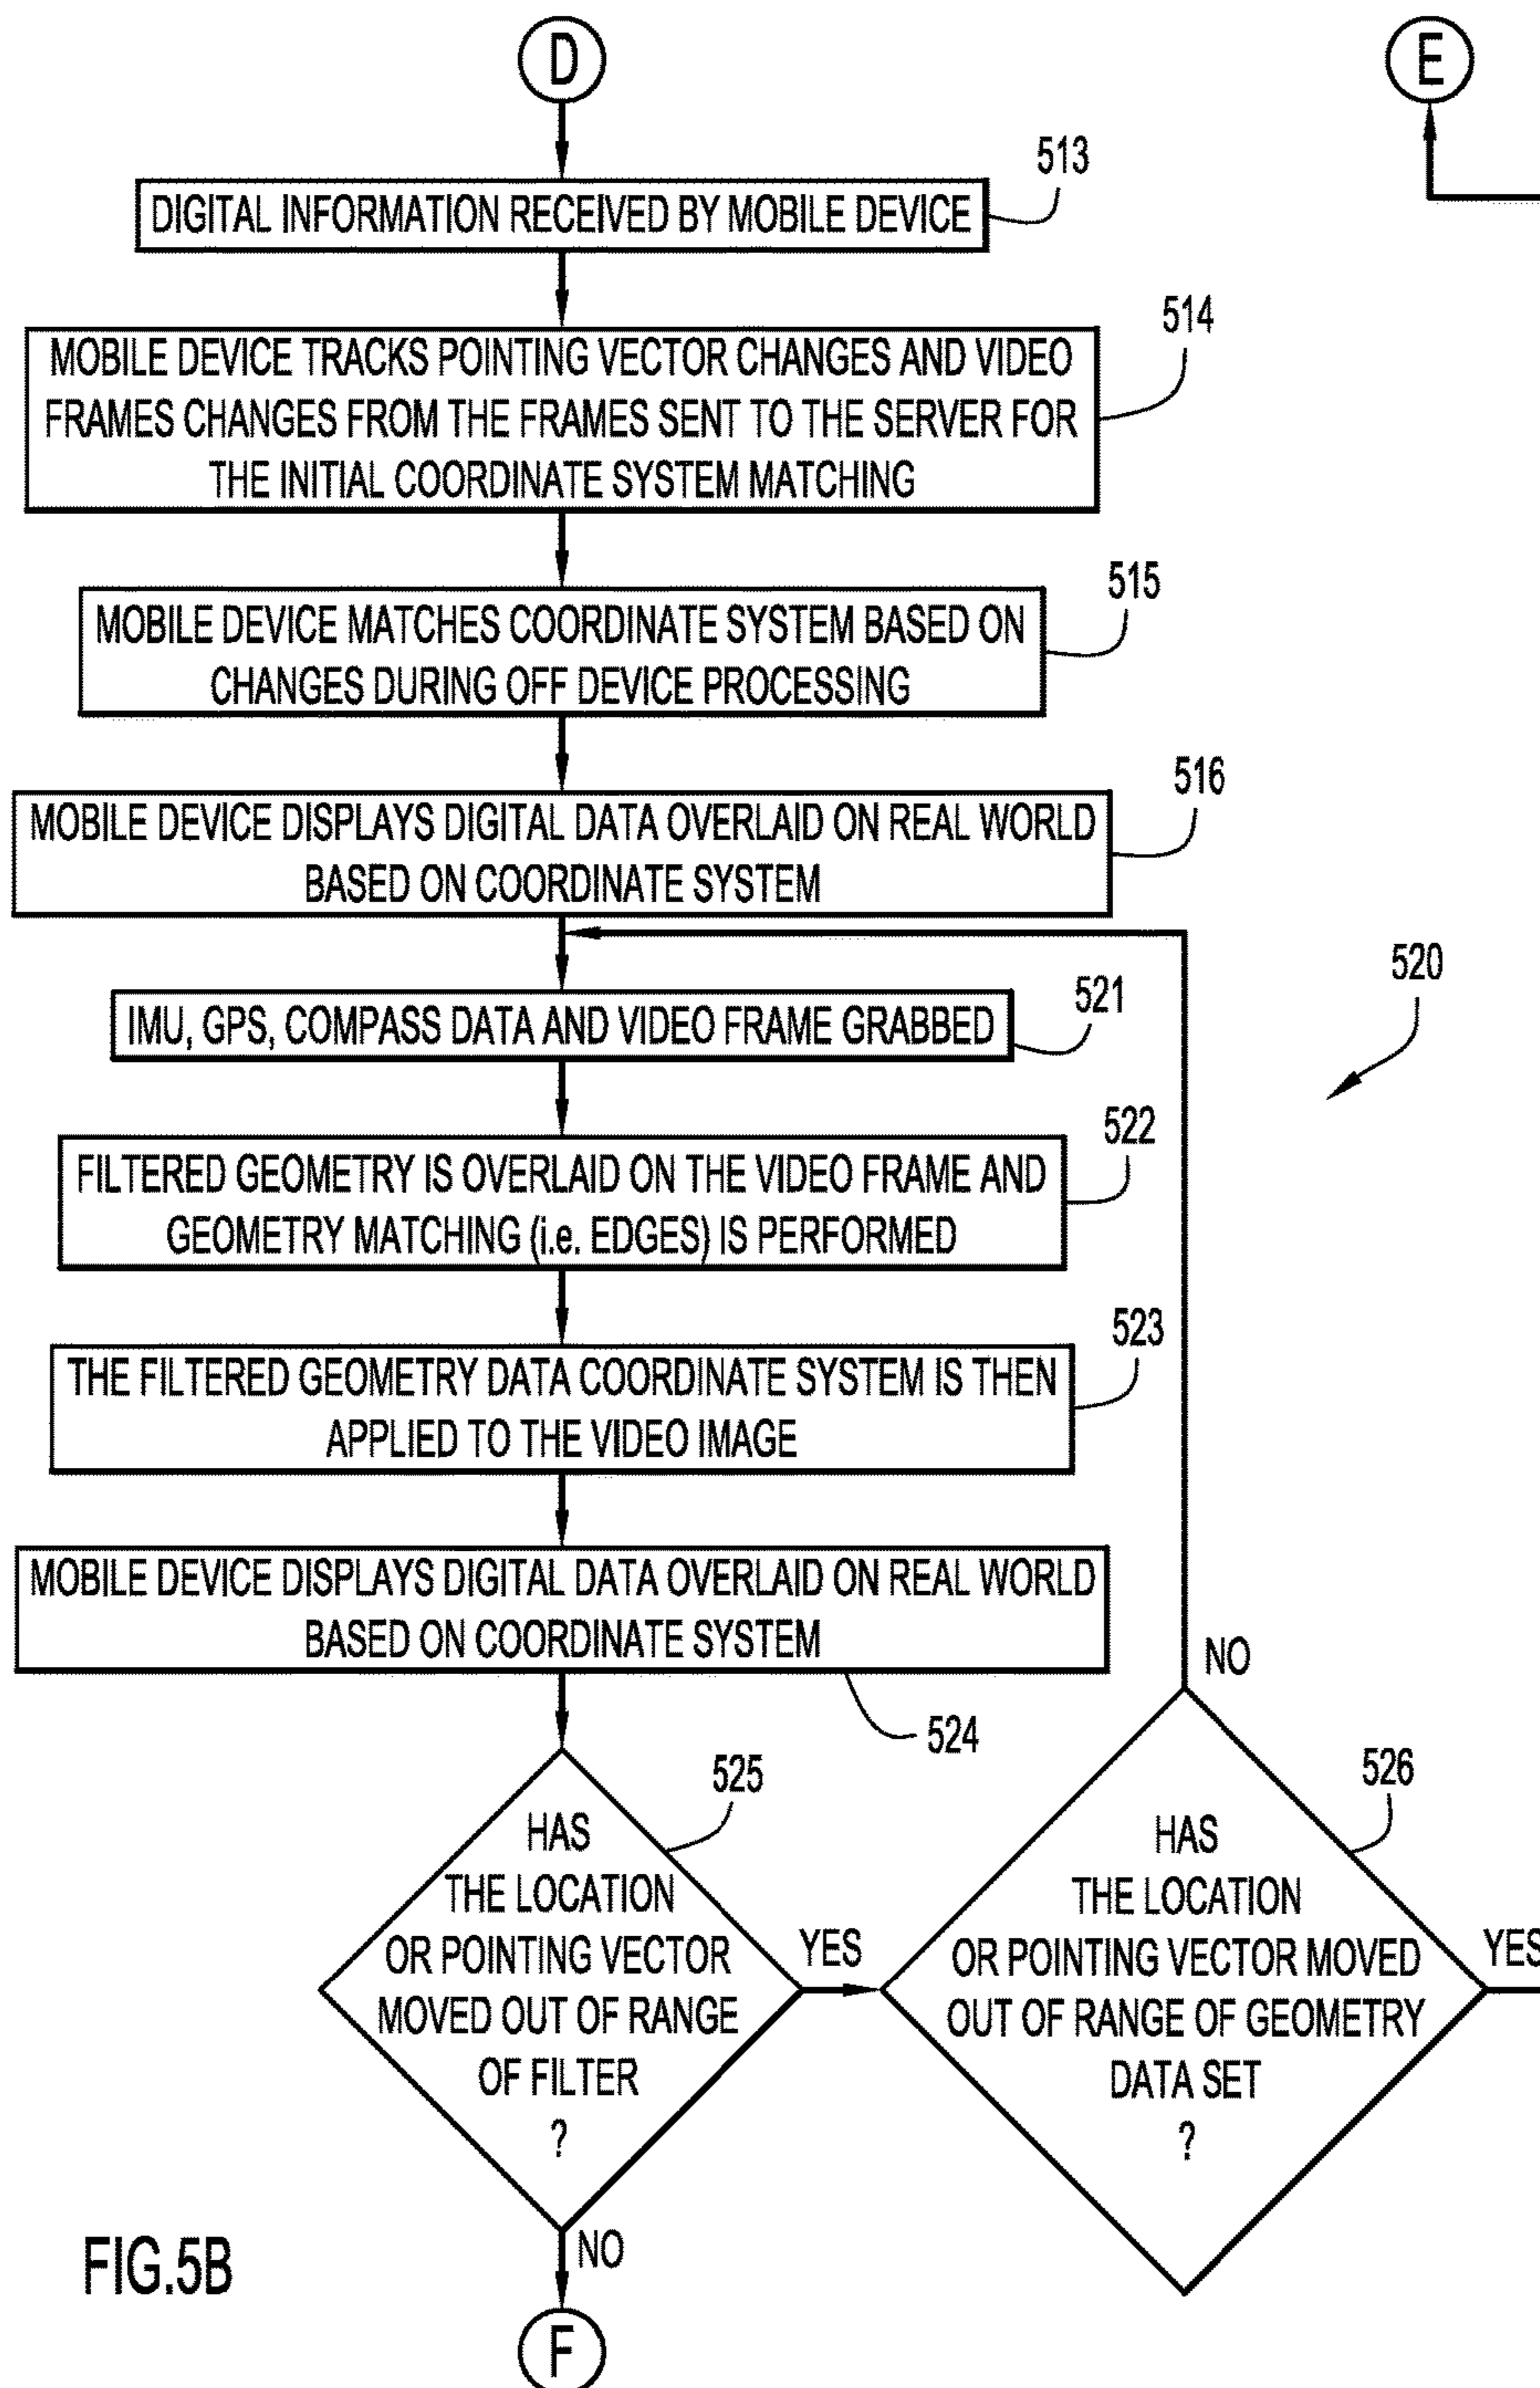 D
E
513
DIGITAL INFORMATION RECEIVED BY MOBILE DEVICE
514
MOBILE DEVICE TRACKS POINTING VECTOR CHANGES AND VIDEO
FRAMES CHANGES FROM THE FRAMES SENT TO THE SERVER FOR
THE INITIAL COORDINATE SYSTEM MATCHING
515
MOBILE DEVICE MATCHES COORDINATE SYSTEM BASED ON
CHANGES DURING OFF DEVICE PROCESSING
516
MOBILE DEVICE DISPLAYS DIGITAL DATA OVERLAID ON REAL WORLD
BASED ON COORDINATE SYSTEM
520
521
IMU, GPS, COMPASS DATA AND VIDEO FRAME GRABBED
522
FILTERED GEOMETRY IS OVERLAID ON THE VIDEO FRAME AND
GEOMETRY MATCHING (i.e. EDGES) IS PERFORMED
523
THE FILTERED GEOMETRY DATA COORDINATE SYSTEM IS THEN
APPLIED TO THE VIDEO IMAGE
MOBILE DEVICE DISPLAYS DIGITAL DATA OVERLAID ON REAL WORLD
BASED ON COORDINATE SYSTEM
524
525
HAS
THE LOCATION
OR POINTING VECTOR
MOVED OUT OF RANGE
OF FILTER
?
YES
NO
NO
526
HAS
THE LOCATION
OR POINTING VECTOR MOVED
OUT OF RANGE OF GEOMETRY
DATA SET
?
YES
FIG.5B
F